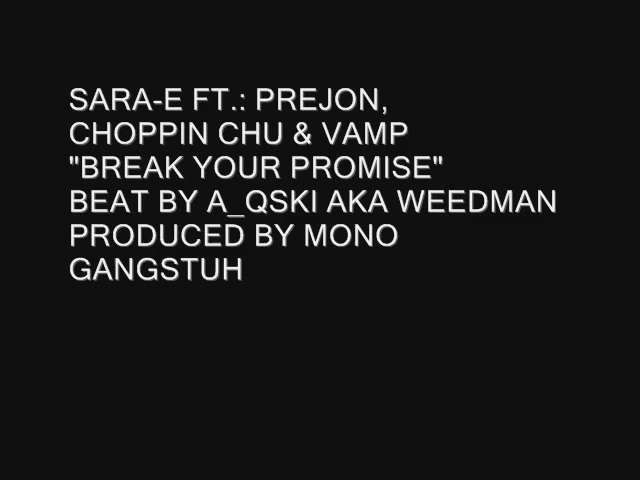 SARA-E FT.: PREJON,
CHOPPIN CHU & VAMP
"BREAK YOUR PROMISE"
BEAT BY A_QSKI AKA WEEDMAN
PRODUCED BY MONO
GANGSTUH